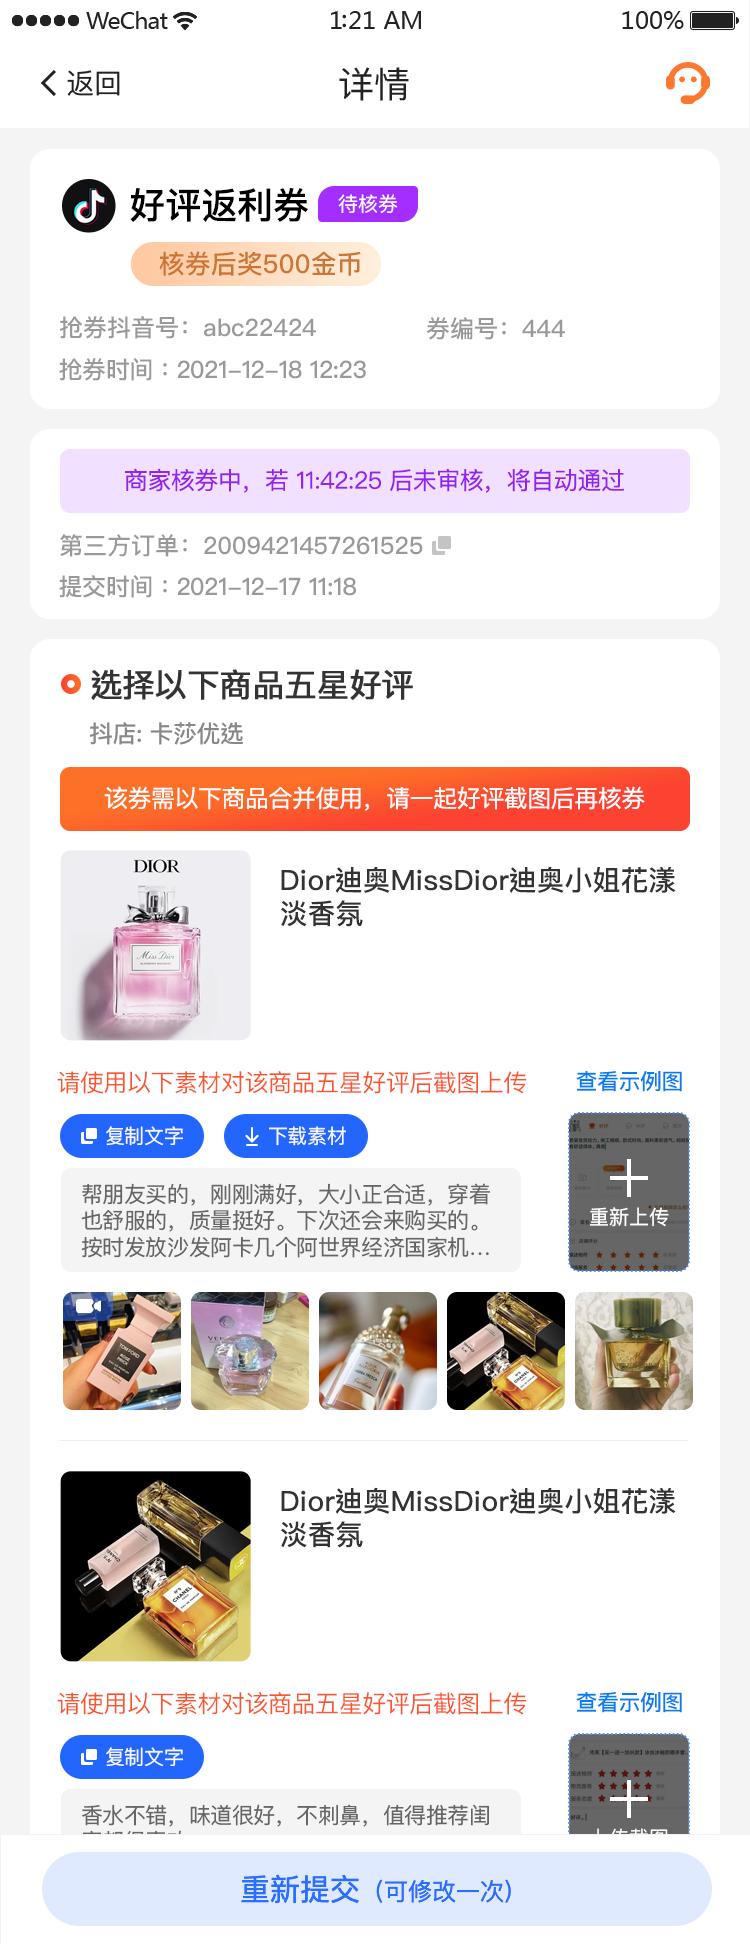 WeChat 1:21 AM 100%
返回 详情
好评返利券 待核券
核券后奖500金币
抢券抖音号：abc22424 券编号：444
抢券时间：2021-12-18 12:23
商家核券中，若 11:42:25 后未审核，将自动通过
第三方订单：2009421457261525
提交时间：2021-12-17 11:18
选择以下商品五星好评
抖店: 卡莎优选
该券需以下商品合并使用，请一起好评截图后再核券
DIOR
Miss Dior
Dior迪奥MissDior迪奥小姐花漾
淡香氛
请使用以下素材对该商品五星好评后截图上传 查看示例图
复制文字 下载素材
重新上传
帮朋友买的，刚刚满好，大小正合适，穿着
也舒服的，质量挺好。下次还会来购买的。
按时发放沙发阿卡几个阿世界经济国家机...
TOM FORD
Dior迪奥MissDior迪奥小姐花漾
淡香氛
N°5
CHANEL
请使用以下素材对该商品五星好评后截图上传 查看示例图
复制文字
上传截图
香水不错，味道很好，不刺鼻，值得推荐闺
重新提交（可修改一次）